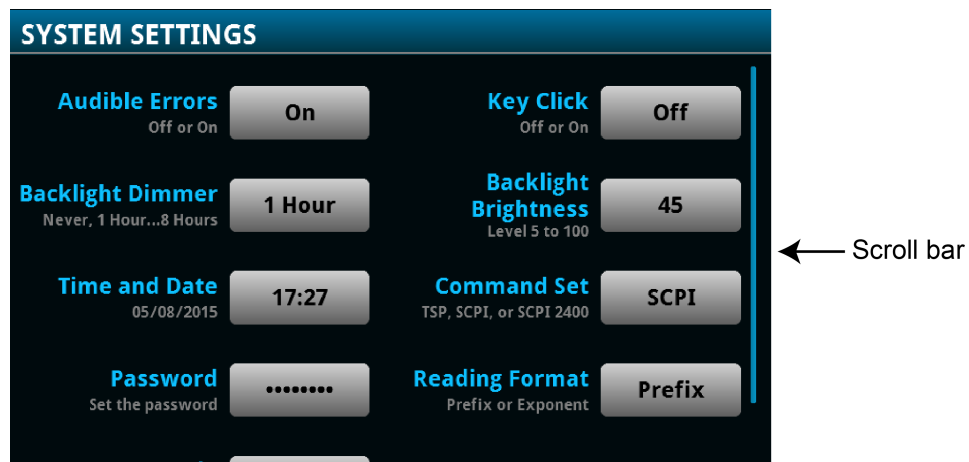 SYSTEM SETTINGS
Audible Errors
Off or On
On
Key Click
Off or On
Off
Backlight Dimmer
Never, 1 Hour...8 Hours
1 Hour
Backlight
Brightness
Level 5 to 100
45
Scroll bar
Time and Date
05/08/2015
17:27
Command Set
TSP, SCPI, or SCPI 2400
SCPI
Password
Set the password
••••••••
Reading Format
Prefix or Exponent
Prefix